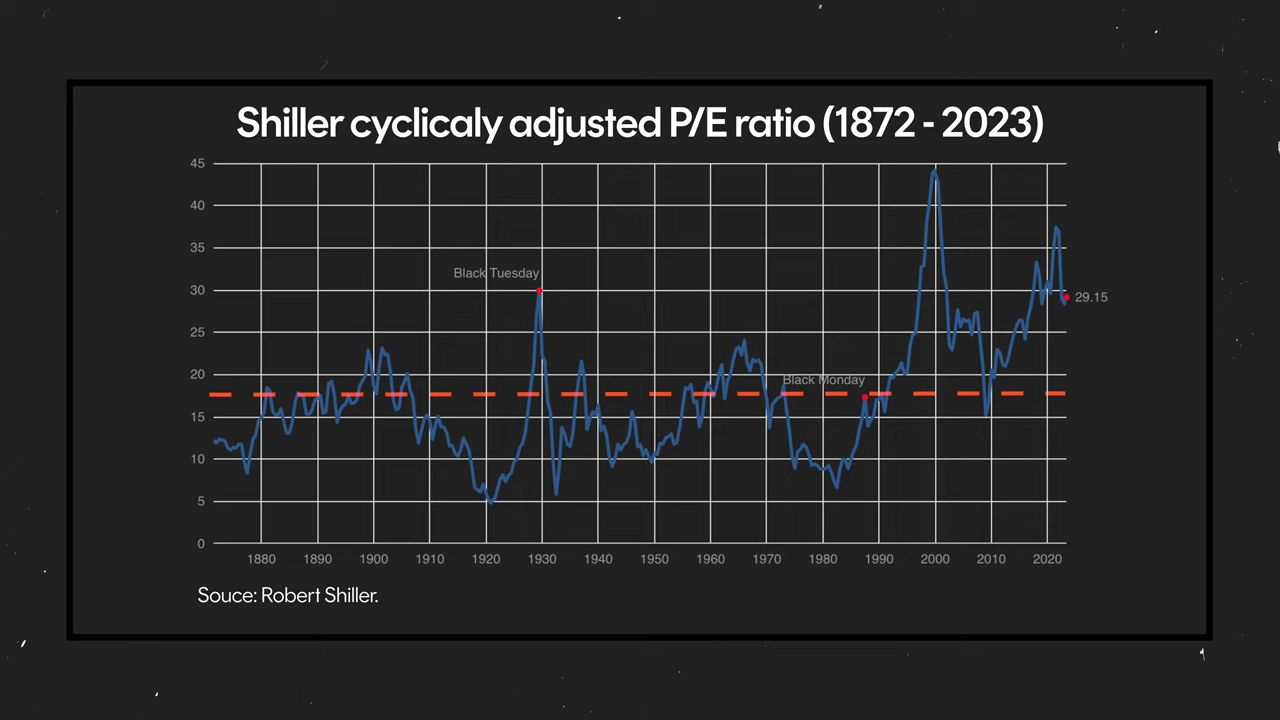 Shiller cyclicaly adjusted P/E ratio (1872 - 2023)
45
40
35
Black Tuesday
30
29.15
25
20
Black Monday
15
10
5
0
1880 1890 1900 1910 1920 1930 1940 1950 1960 1970 1980 1990 2000 2010 2020
Souce: Robert Shiller.